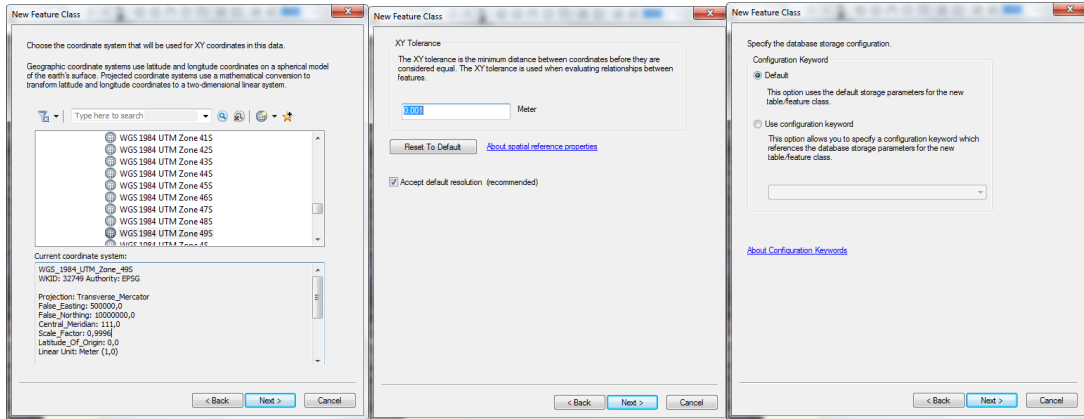 New Feature Class
Choose the coordinate system that will be used for XY coordinates in this data.
Geographic coordinate systems use latitude and longitude coordinates on a spherical model
of the earth's surface. Projected coordinate systems use a mathematical conversion to
transform latitude and longitude coordinates to a two-dimensional linear system.
Type here to search
WGS 1984 UTM Zone 41S
WGS 1984 UTM Zone 42S
WGS 1984 UTM Zone 43S
WGS 1984 UTM Zone 44S
WGS 1984 UTM Zone 45S
WGS 1984 UTM Zone 46S
WGS 1984 UTM Zone 47S
WGS 1984 UTM Zone 48S
WGS 1984 UTM Zone 49S
WGS 1984 UTM Zone 4S
Current coordinate system:
WGS_1984_UTM_Zone_49S
WKID: 32749 Authority: EPSG
Projection: Transverse_Mercator
False_Easting: 500000,0
False_Northing: 10000000,0
Central_Meridian: 111,0
Scale_Factor: 0,9996
Latitude_Of_Origin: 0,0
Linear Unit: Meter (1,0)
< Back Next > Cancel
New Feature Class
XY Tolerance
The XY tolerance is the minimum distance between coordinates before they are
considered equal. The XY tolerance is used when evaluating relationships between
features.
0.001 Meter
Reset To Default About spatial reference properties
Accept default resolution (recommended)
< Back Next > Cancel
New Feature Class
Specify the database storage configuration.
Configuration Keyword
Default
This option uses the default storage parameters for the new
table/feature class.
Use configuration keyword
This option allows you to specify a configuration keyword which
references the database storage parameters for the new
table/feature class.
About Configuration Keywords
< Back Next > Cancel